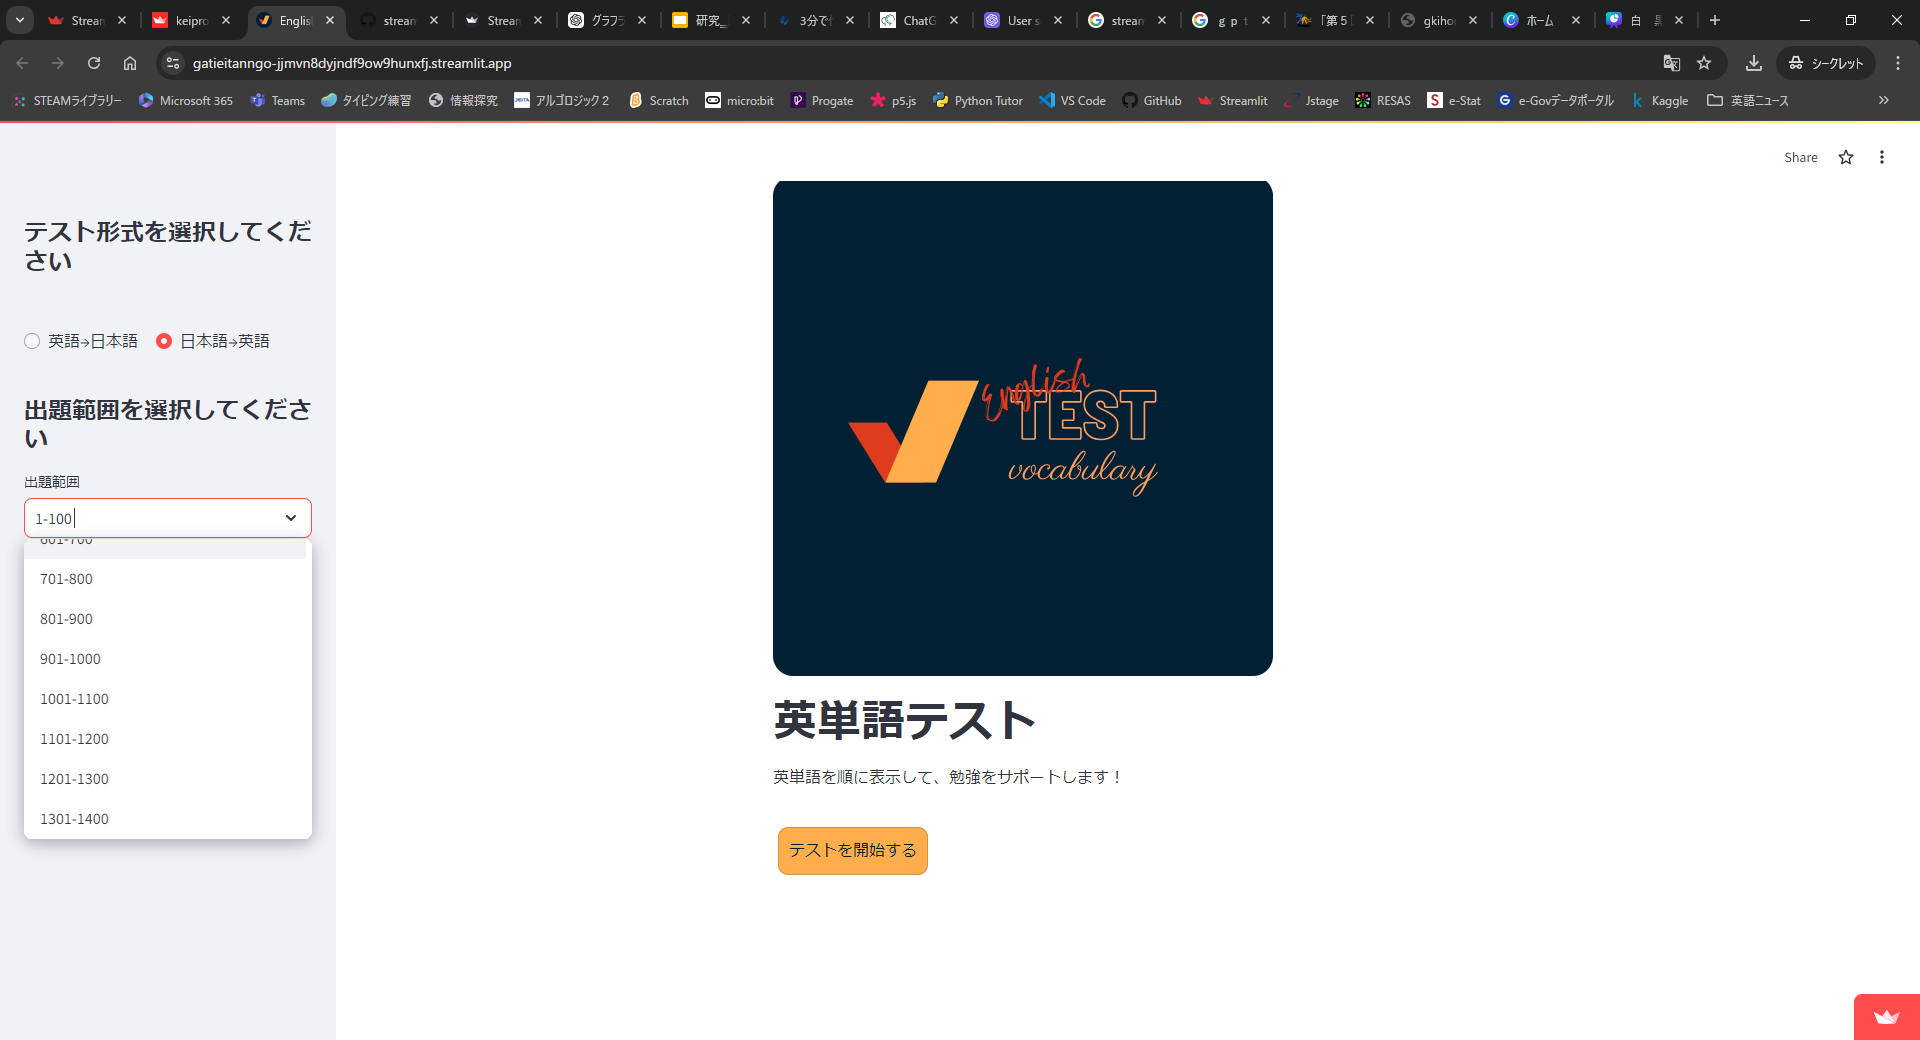 Stream
keipro
English
stream
Stream
グラフラ
研究_
3分で
ChatG
User s
stream
ｇｐｔ
「第５
gkiho
ホーム
白
gatieitanngo-jjmvn8dyjndf9ow9hunxfj.streamlit.app
シークレット
STEAMライブラリー
Microsoft 365
Teams
タイピング練習
情報探究
アルゴロジック２
Scratch
micro:bit
Progate
p5.js
Python Tutor
VS Code
GitHub
Streamlit
Jstage
RESAS
e-Stat
e-Govデータポータル
Kaggle
英語ニュース
Share
テスト形式を選択してくだ
さい
英語→日本語
日本語→英語
出題範囲を選択してくださ
い
出題範囲
1-100
601-700
701-800
801-900
901-1000
1001-1100
1101-1200
1201-1300
1301-1400
English
TEST
vocabulary
英単語テスト
英単語を順に表示して、勉強をサポートします！
テストを開始する